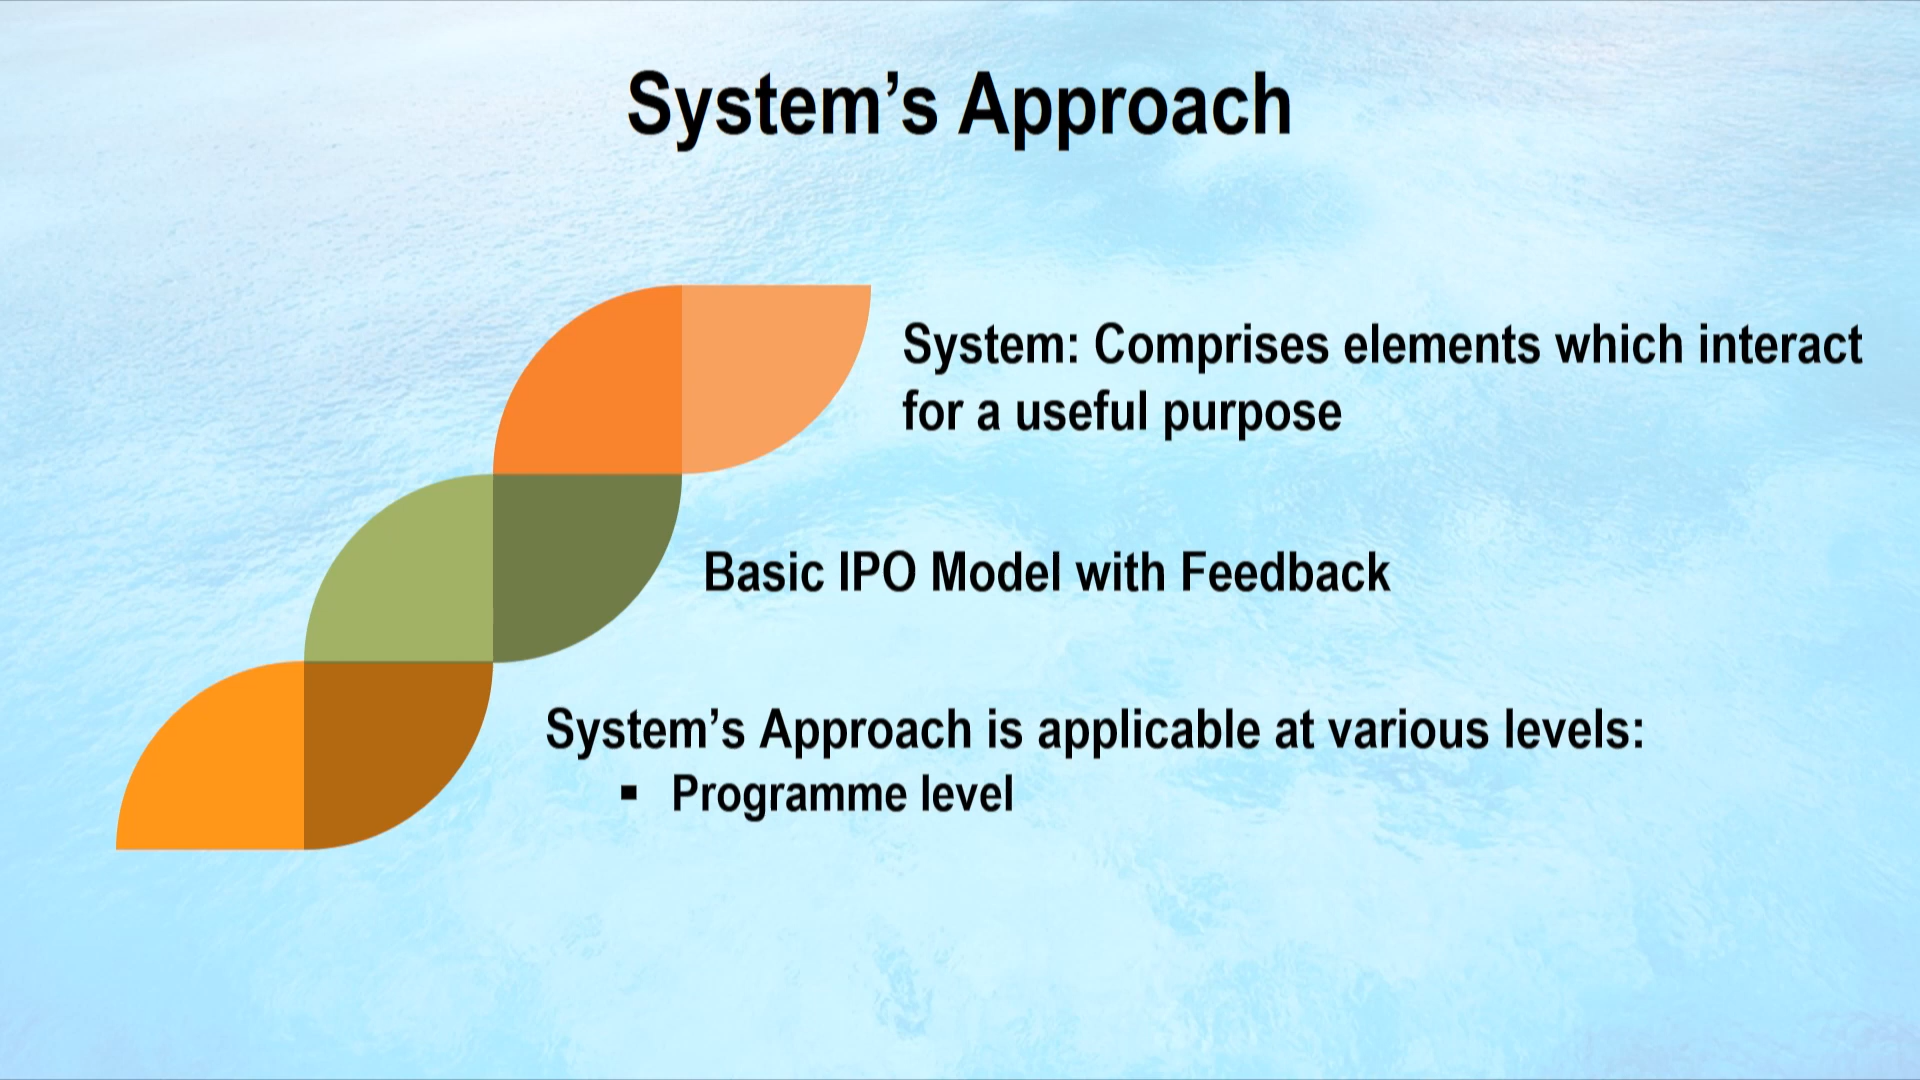 System’s Approach
System: Comprises elements which interact
for a useful purpose
Basic IPO Model with Feedback
System’s Approach is applicable at various levels:
▪ Programme level